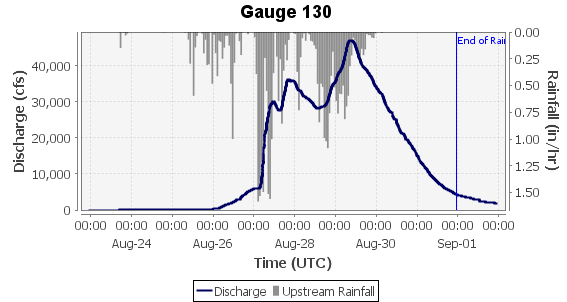 Gauge 130
End of Rai
Discharge (cfs)
40,000
30,000
20,000
10,000
0
0.00
0.25
0.50
0.75
1.00
1.25
1.50
Rainfall (in/hr)
00:00 00:00 00:00 00:00 00:00 00:00 00:00 00:00 00:00 00:00 00:00
Aug-24 Aug-26 Aug-28 Aug-30 Sep-01
Time (UTC)
Discharge Upstream Rainfall